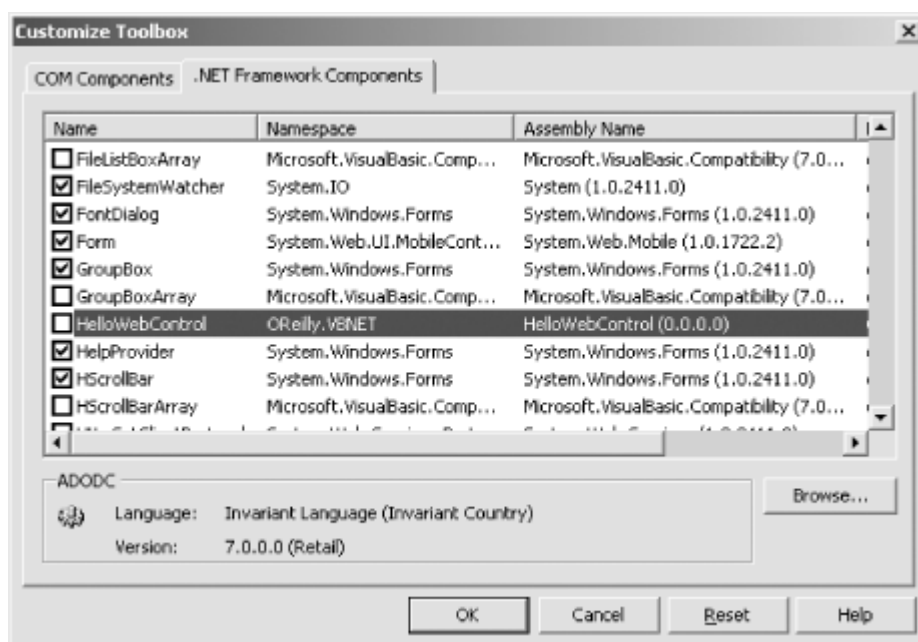 Customize Toolbox
COM Components .NET Framework Components
Name Namespace Assembly Name
FileListBoxArray Microsoft.VisualBasic.Comp... Microsoft.VisualBasic.Compatibility (7.0...
FileSystemWatcher System.IO System (1.0.2411.0)
FontDialog System.Windows.Forms System.Windows.Forms (1.0.2411.0)
Form System.Web.UI.MobileCont... System.Web.Mobile (1.0.1722.2)
GroupBox System.Windows.Forms System.Windows.Forms (1.0.2411.0)
GroupBoxArray Microsoft.VisualBasic.Comp... Microsoft.VisualBasic.Compatibility (7.0...
HelloWebControl OReilly.VBNET HelloWebControl (0.0.0.0)
HelpProvider System.Windows.Forms System.Windows.Forms (1.0.2411.0)
HScrollBar System.Windows.Forms System.Windows.Forms (1.0.2411.0)
HScrollBarArray Microsoft.VisualBasic.Comp... Microsoft.VisualBasic.Compatibility (7.0...
ADODC
Browse...
Language: Invariant Language (Invariant Country)
Version: 7.0.0.0 (Retail)
OK Cancel Reset Help